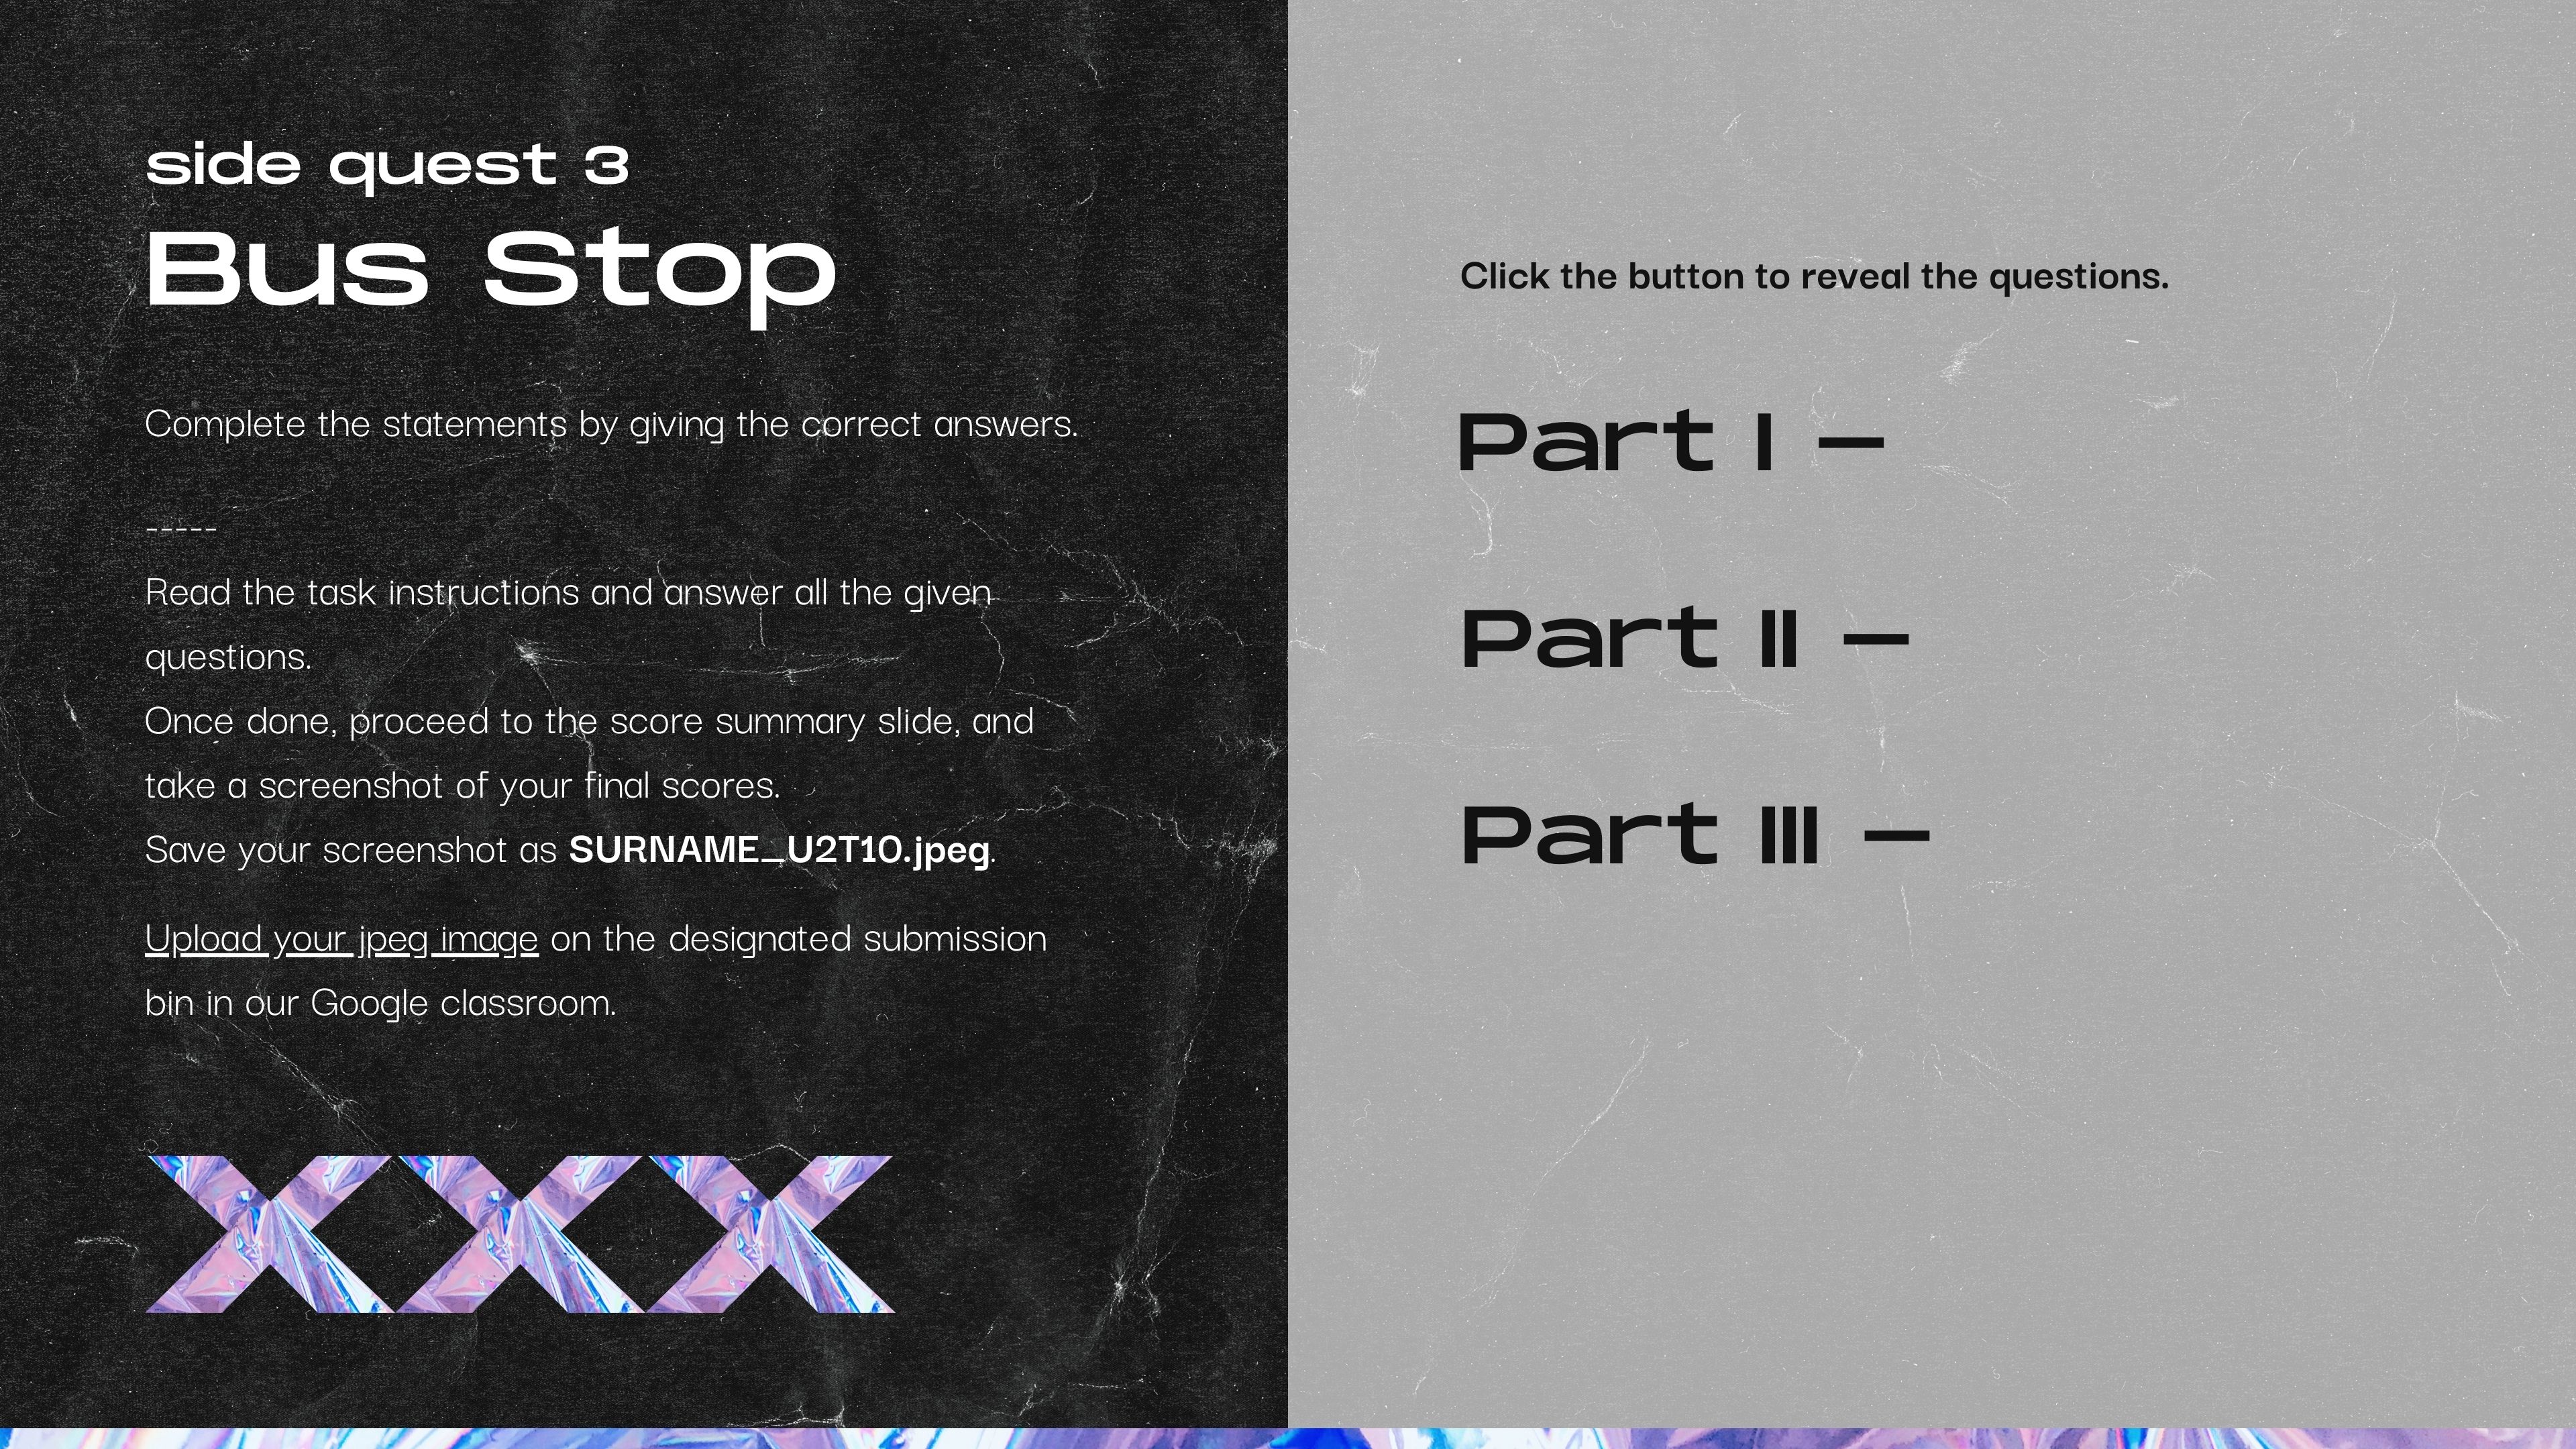 side quest 3
Bus Stop
Complete the statements by giving the correct answers.
-----
Read the task instructions and answer all the given
questions.
Once done, proceed to the score summary slide, and
take a screenshot of your final scores.
Save your screenshot as SURNAME_U2T10.jpeg.
Upload your jpeg image on the designated submission
bin in our Google classroom.
XXX
Click the button to reveal the questions.
Part I –
Part II –
Part III –